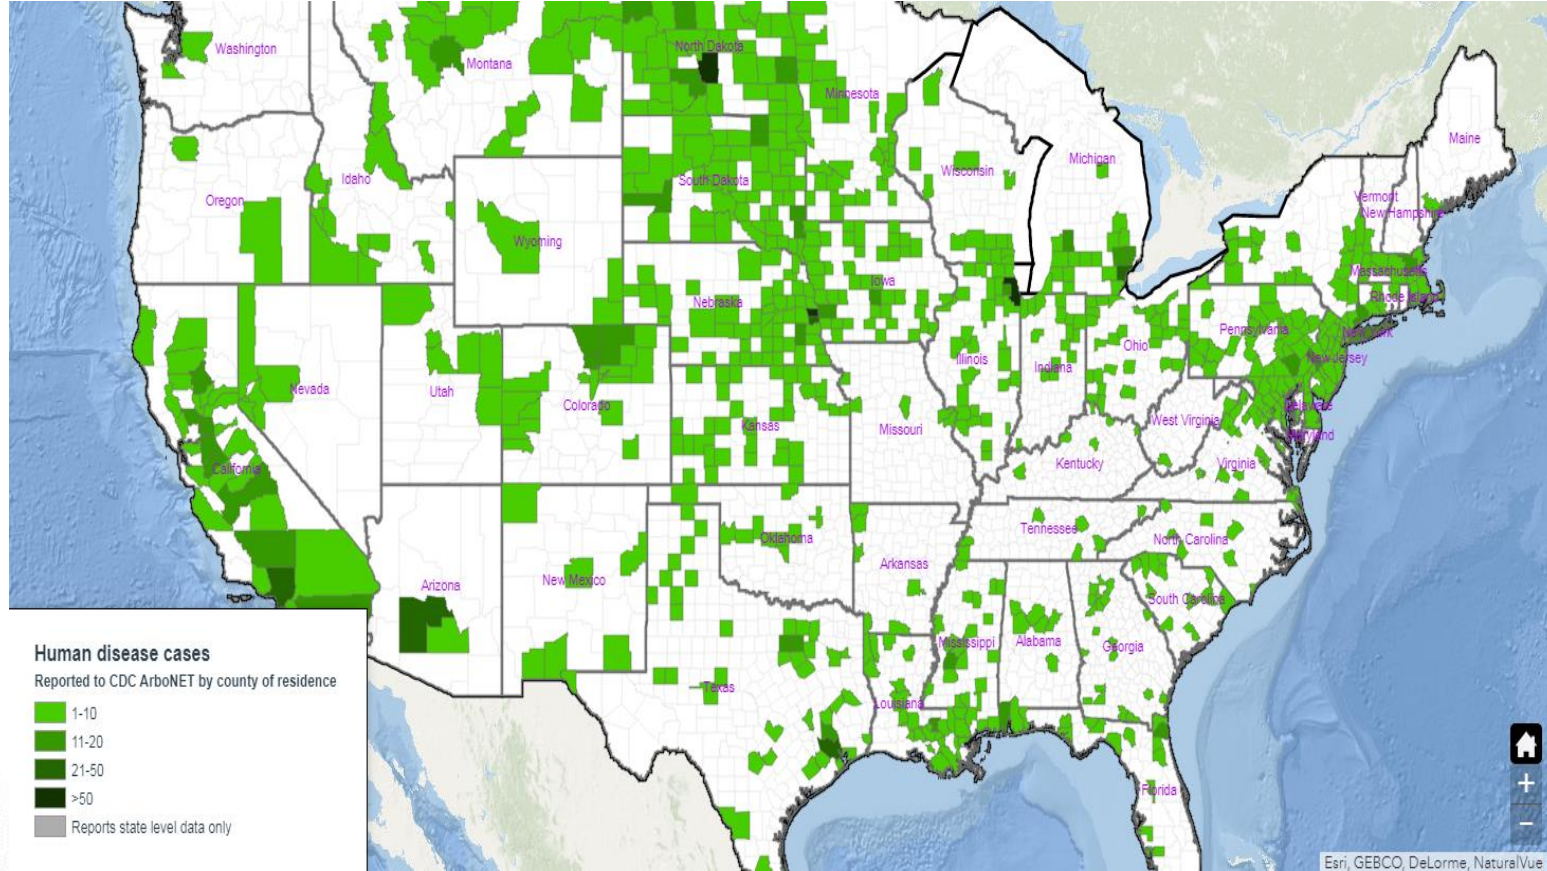 Washington
Montana
North Dakota
Minnesota
Maine
Michigan
Wisconsin
Idaho
South Dakota
Oregon
Vermont
New Hampshire
Wyoming
Massachusetts
Iowa
Nebraska
Rhode Island
Pennsylvania
New York
Ohio
New Jersey
Illinois
Indiana
Nevada
Utah
Colorado
Delaware
West Virginia
Kansas
Missouri
Maryland
Kentucky
Virginia
California
Tennessee
Oklahoma
North Carolina
Arkansas
New Mexico
Arizona
South Carolina
Mississippi
Alabama
Georgia
Texas
Louisiana
Florida
Human disease cases
Reported to CDC ArboNET by county of residence
1-10
11-20
21-50
>50
Reports state level data only
+
−
Esri, GEBCO, DeLorme, NaturalVue